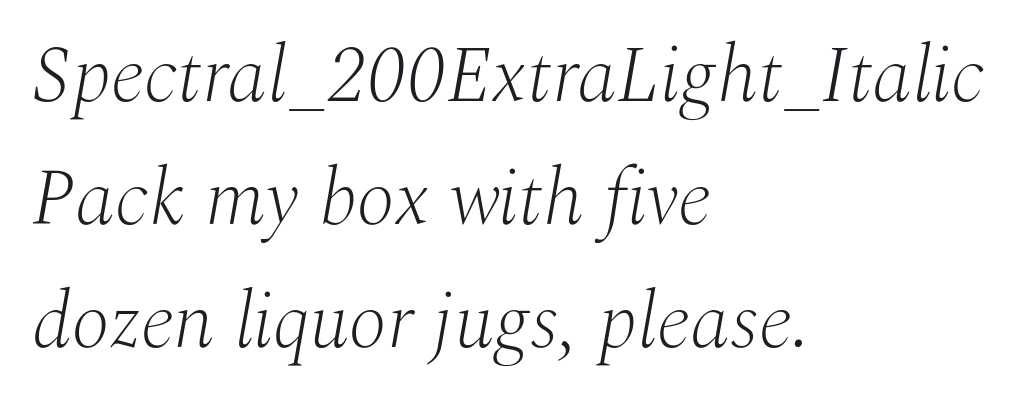 Spectral_200ExtraLight_Italic
Pack my box with five
dozen liquor jugs, please.